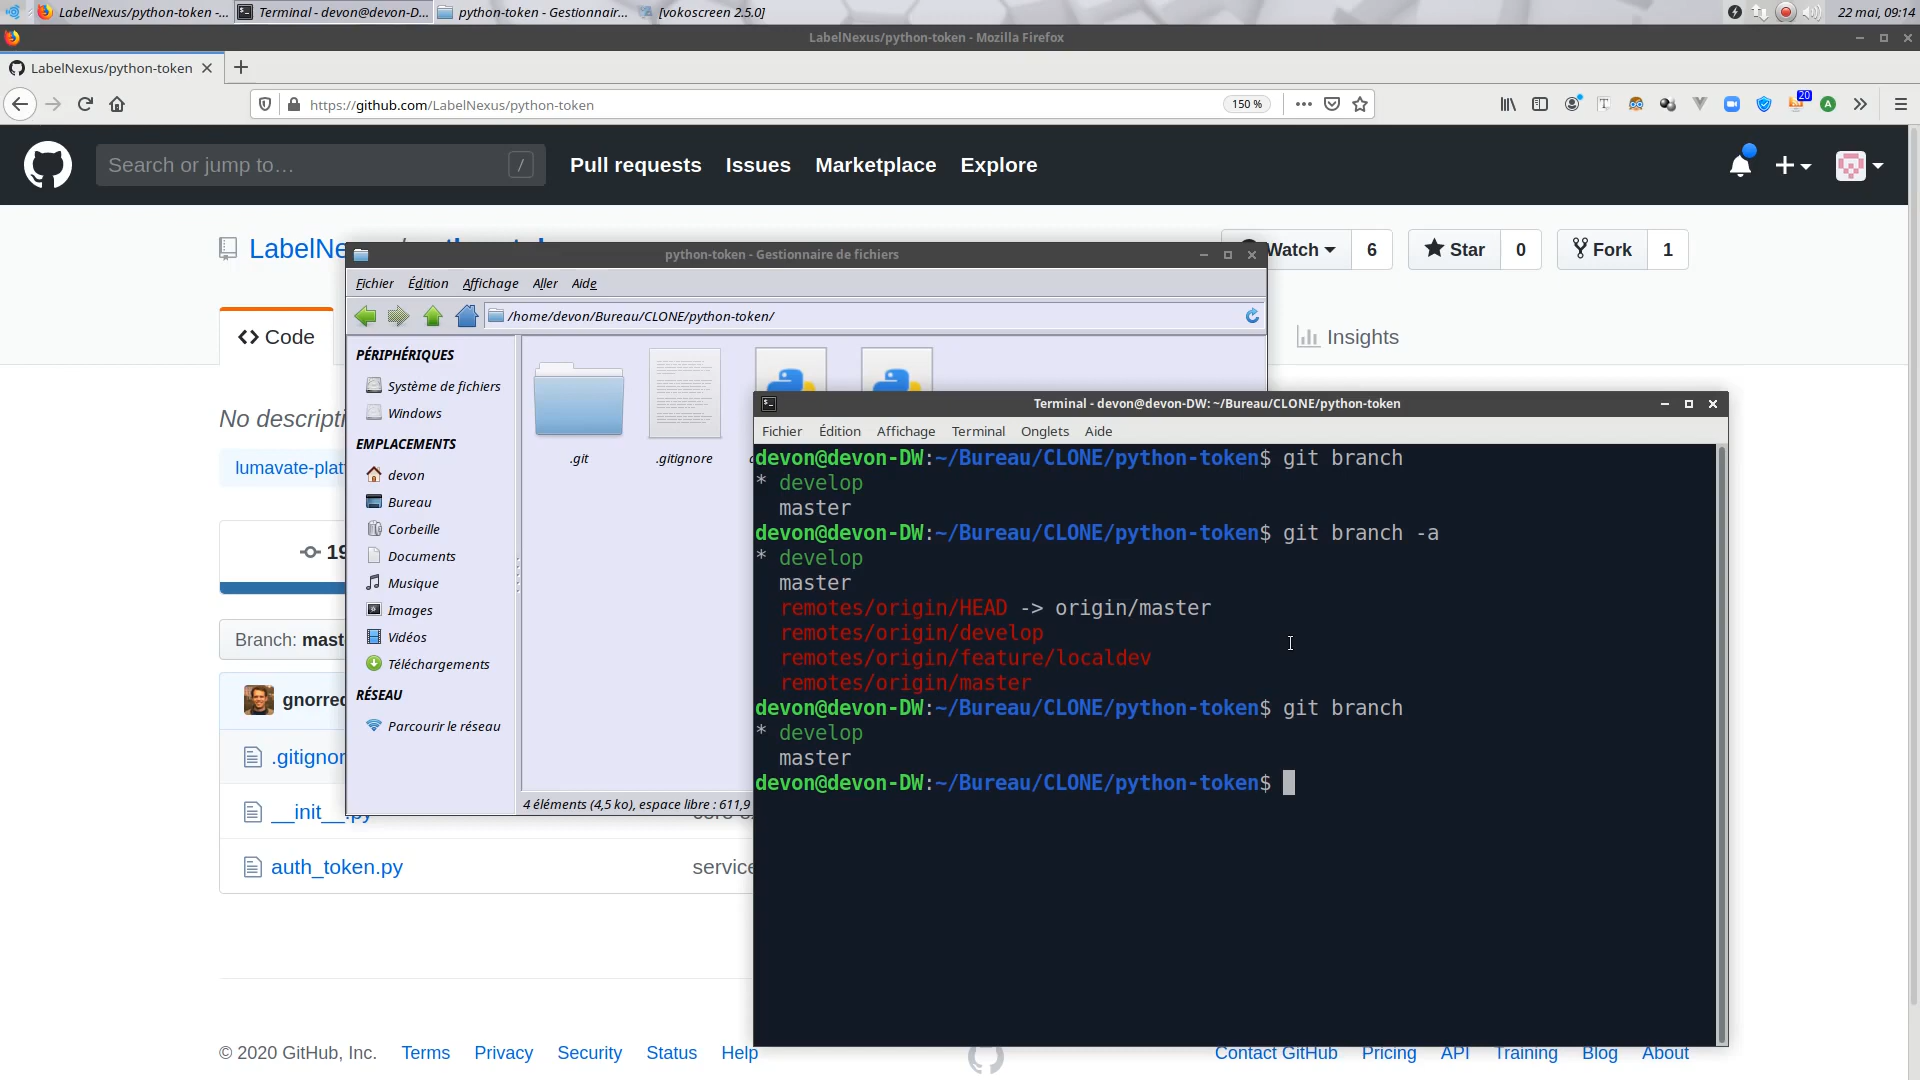 LabelNexus/python-token -...
Terminal - devon@devon-D...
python-token - Gestionnair...
[vokoscreen 2.5.0]
22 mai, 09:14
LabelNexus/python-token - Mozilla Firefox
LabelNexus/python-token
https://github.com/LabelNexus/python-token
150 %
T
20
A
Search or jump to…
/
Pull requests
Issues
Marketplace
Explore
LabelNe
Watch
6
Star
0
Fork
1
Code
Insights
No descripti
lumavate-plat
19
Branch: mast
gnorred
.gitignor
__init__.py
auth_token.py
service
python-token - Gestionnaire de fichiers
Fichier
Édition
Affichage
Aller
Aide
/home/devon/Bureau/CLONE/python-token/
PÉRIPHÉRIQUES
Système de fichiers
Windows
EMPLACEMENTS
devon
Bureau
Corbeille
Documents
Musique
Images
Vidéos
Téléchargements
RÉSEAU
Parcourir le réseau
.git
.gitignore
4 éléments (4,5 ko), espace libre : 611,9
Terminal - devon@devon-DW: ~/Bureau/CLONE/python-token
Fichier
Édition
Affichage
Terminal
Onglets
Aide
devon@devon-DW:~/Bureau/CLONE/python-token$ git branch
* develop
master
devon@devon-DW:~/Bureau/CLONE/python-token$ git branch -a
* develop
master
remotes/origin/HEAD -> origin/master
remotes/origin/develop
remotes/origin/feature/localdev
remotes/origin/master
devon@devon-DW:~/Bureau/CLONE/python-token$ git branch
* develop
master
devon@devon-DW:~/Bureau/CLONE/python-token$
© 2020 GitHub, Inc.
Terms
Privacy
Security
Status
Help
Contact GitHub
Pricing
API
Training
Blog
About